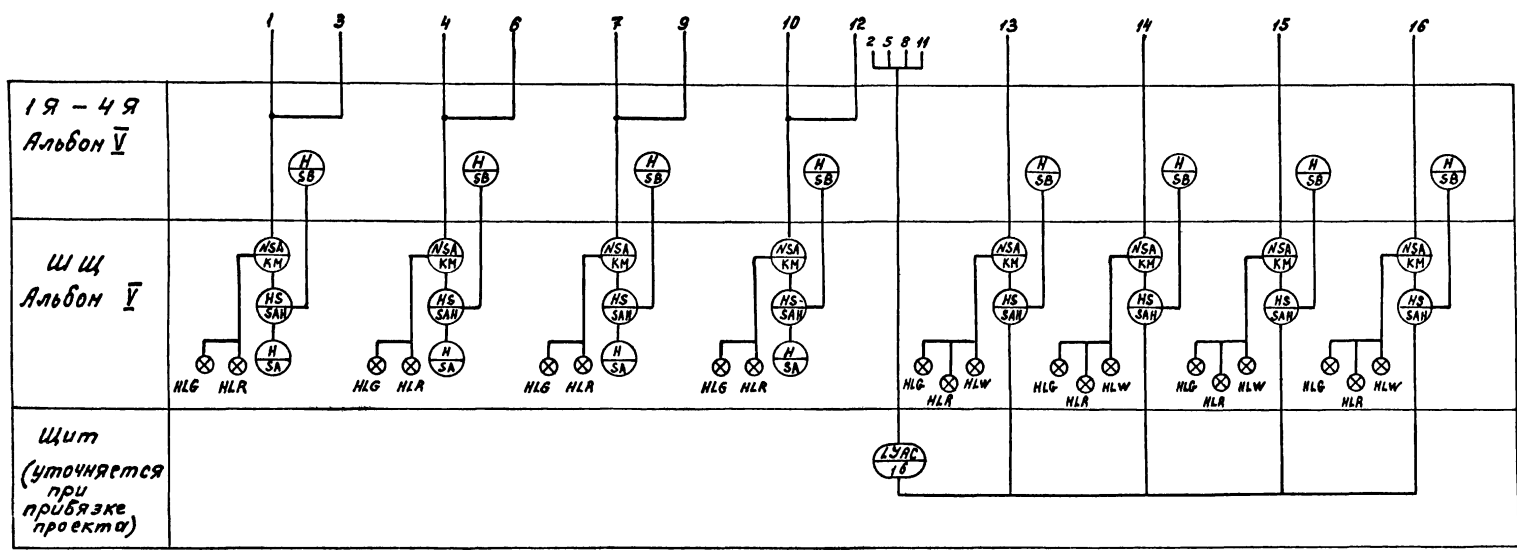 1 3 4 6 7 9 10 12 2 5 8 11 13 14 15 16
1Я - 4Я
Альбом V
H SB H SB H SB H SB H SB H SB H SB H SB
ШЩ
Альбом V
NSA KM NSA KM NSA KM NSA KM NSA KM NSA KM NSA KM NSA KM
HS SAH HS SAH HS SAH HS SAH HS SAH HS SAH HS SAH HS SAH
H SA H SA H SA H SA
HLG HLR HLG HLR HLG HLR HLG HLR HLG HLR HLW HLG HLR HLW HLG HLR HLW HLG HLR HLW
Щит
(уточняется
при
привязке
проекта)
LYAC
1б